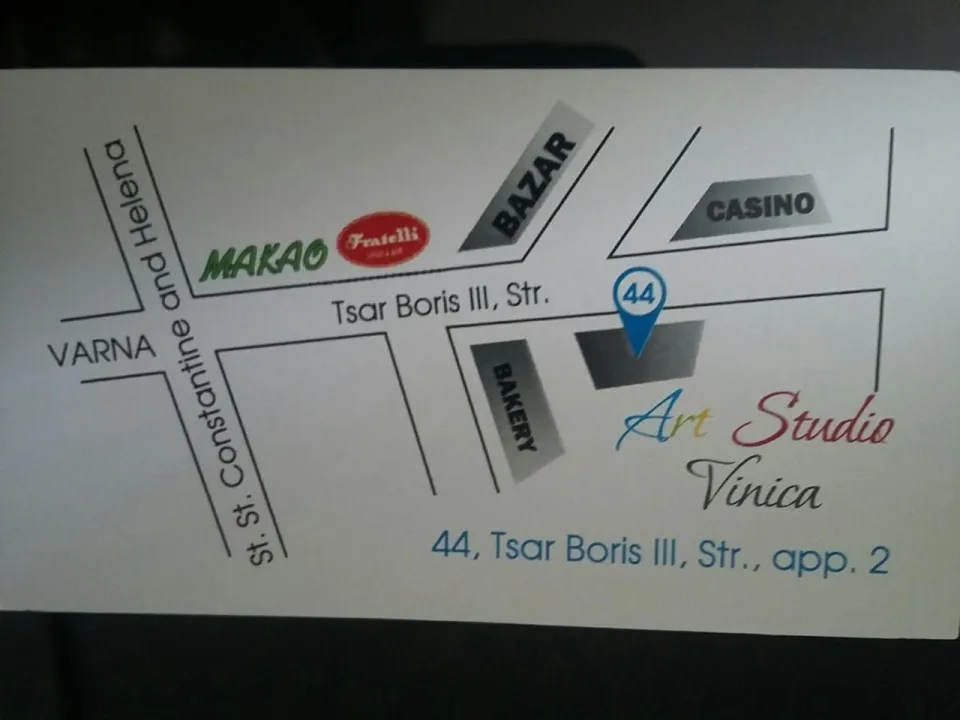 St. St. Constantine and Helena
BAZAR
CASINO
MAKAO
Fratelli
44
Tsar Boris III, Str.
VARNA
BAKERY
Art Studio
Vinica
44, Tsar Boris III, Str., app. 2